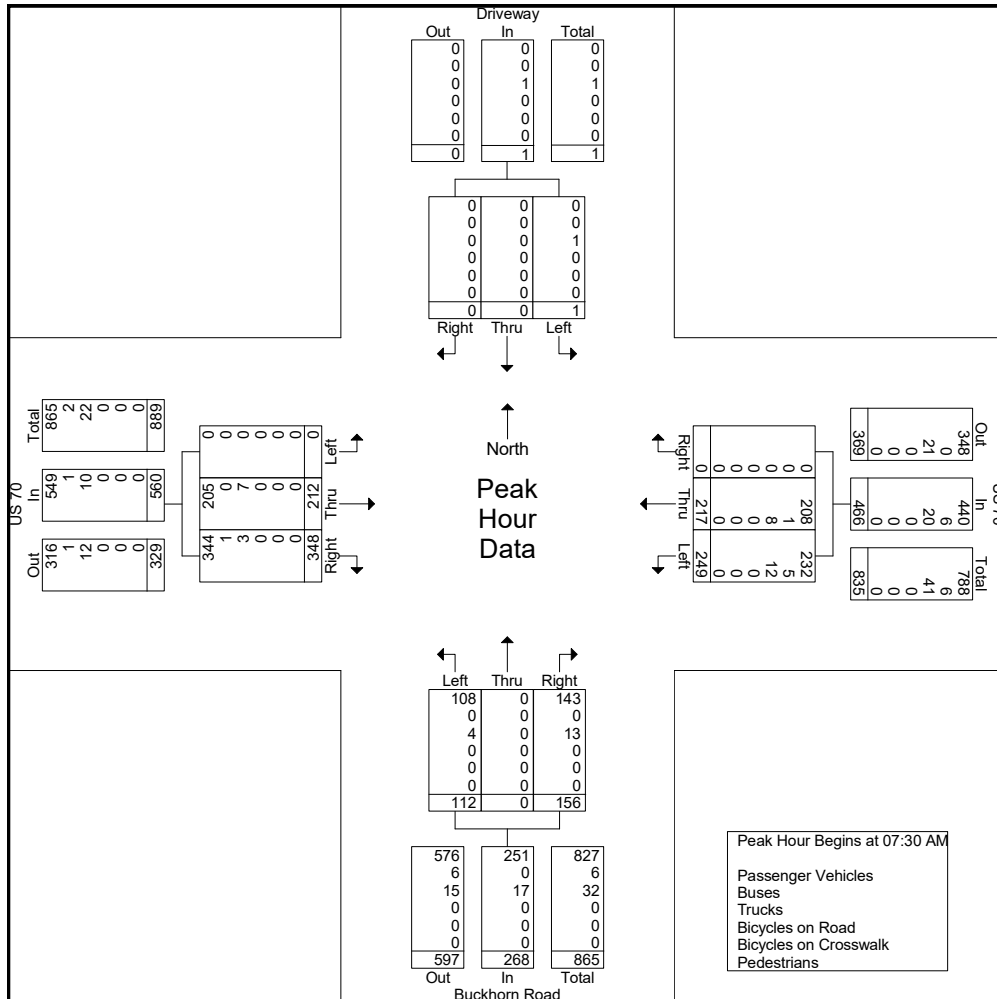 Driveway
Out In Total
0 0 0
0 0 0
0 1 1
0 0 0
0 0 0
0 0 0
0 1 1
0 0 0
0 0 0
0 0 1
0 0 0
0 0 0
0 0 0
0 0 1
Right Thru Left
US 70
Total
865 2 22 0 0 0 889
In
549 1 10 0 0 0 560
Out
316 1 12 0 0 0 329
Left
0 0 0 0 0 0 0
Thru
205 0 7 0 0 0 212
Right
344 1 3 0 0 0 348
North
Peak
Hour
Data
Right
0 0 0 0 0 0 0
Thru
208 1 8 0 0 0 217
Left
232 5 12 0 0 0 249
Out
348 0 21 0 0 0 369
In
440 6 20 0 0 0 466
Total
788 6 41 0 0 0 835
US 70
Left Thru Right
108 0 143
0 0 0
4 0 13
0 0 0
0 0 0
0 0 0
112 0 156
576 251 827
6 0 6
15 17 32
0 0 0
0 0 0
0 0 0
597 268 865
Out In Total
Buckhorn Road
Peak Hour Begins at 07:30 AM
Passenger Vehicles
Buses
Trucks
Bicycles on Road
Bicycles on Crosswalk
Pedestrians